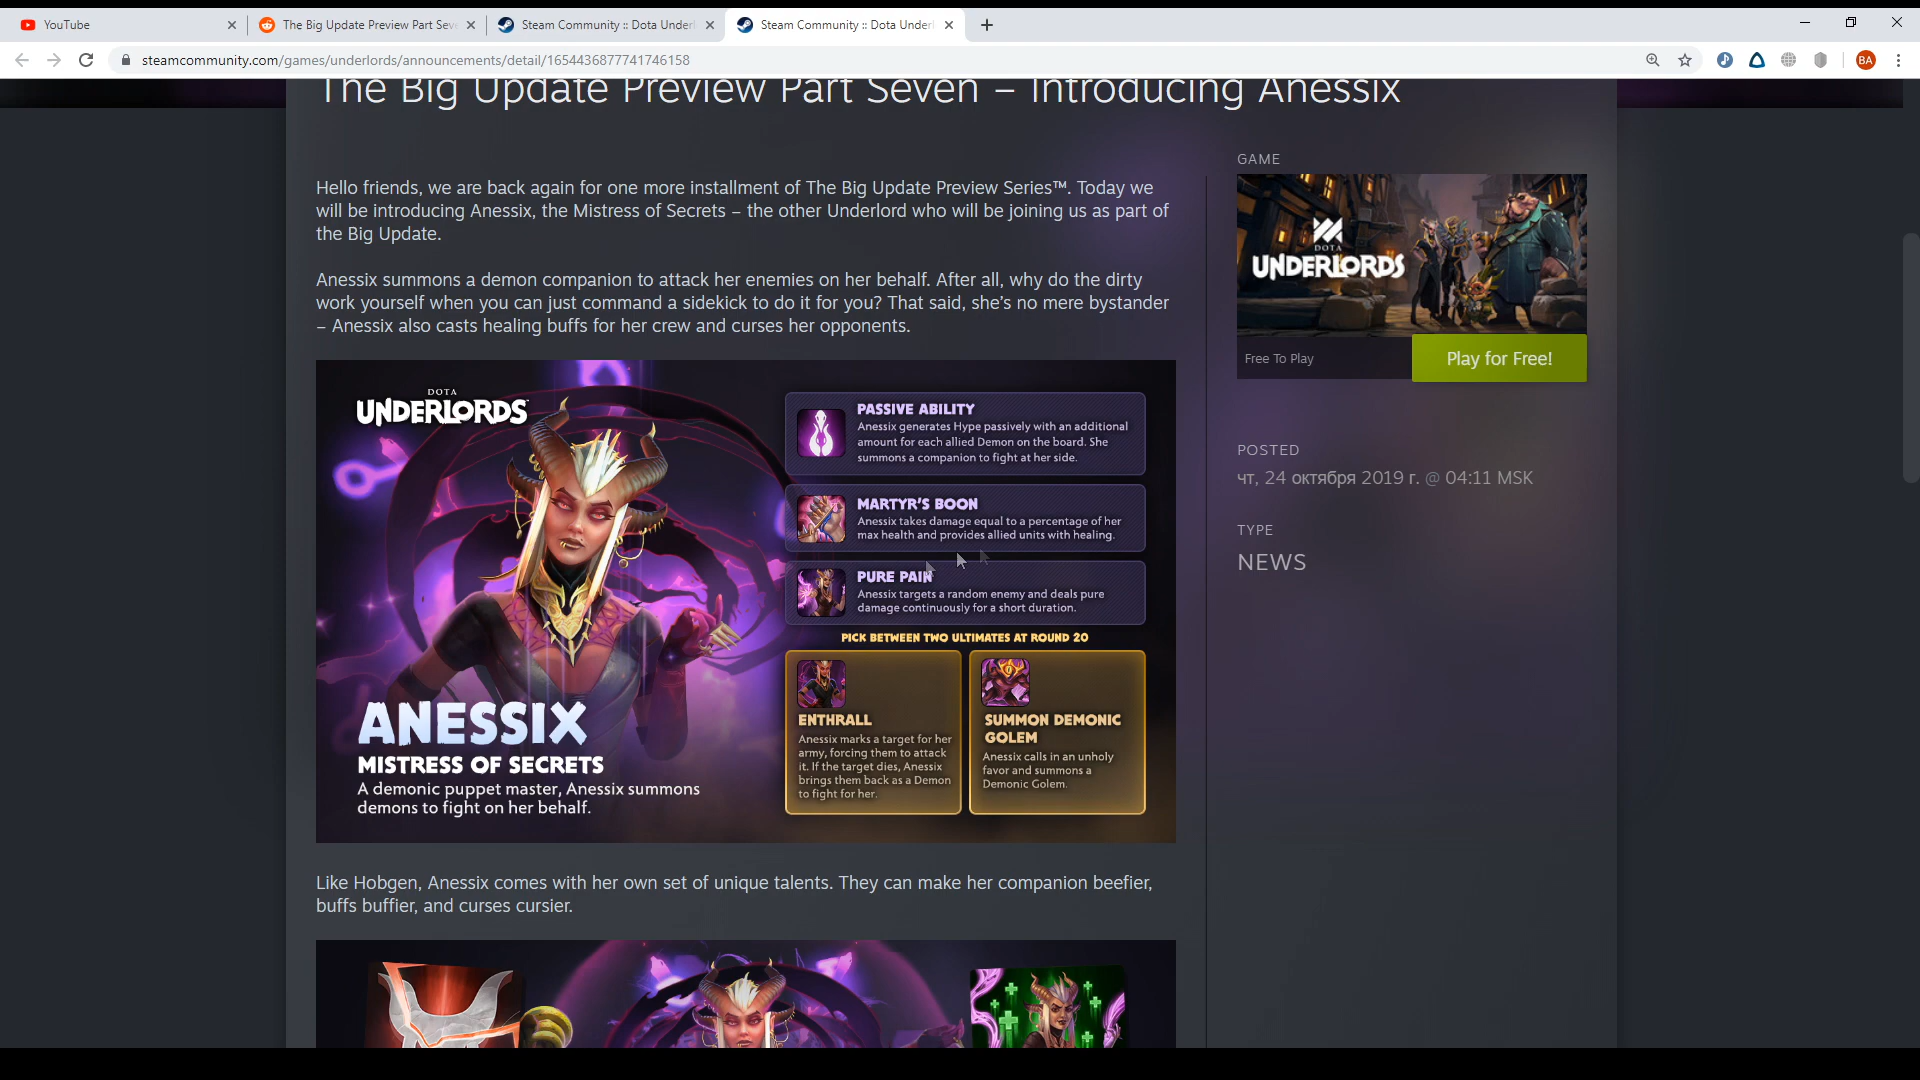 YouTube
The Big Update Preview Part Seve
Steam Community :: Dota Underl
Steam Community :: Dota Underl
steamcommunity.com/games/underlords/announcements/detail/1654436877741746158
BA
The Big Update Preview Part Seven – Introducing Anessix
Hello friends, we are back again for one more installment of The Big Update Preview Series™. Today we
will be introducing Anessix, the Mistress of Secrets – the other Underlord who will be joining us as part of
the Big Update.
Anessix summons a demon companion to attack her enemies on her behalf. After all, why do the dirty
work yourself when you can just command a sidekick to do it for you? That said, she's no mere bystander
– Anessix also casts healing buffs for her crew and curses her opponents.
DOTA
UNDERLORDS
PASSIVE ABILITY
Anessix generates Hype passively with an additional
amount for each allied Demon on the board. She
summons a companion to fight at her side.
MARTYR'S BOON
Anessix takes damage equal to a percentage of her
max health and provides allied units with healing.
PURE PAIN
Anessix targets a random enemy and deals pure
damage continuously for a short duration.
PICK BETWEEN TWO ULTIMATES AT ROUND 20
ENTHRALL
Anessix marks a target for her
army, forcing them to attack
it. If the target dies, Anessix
brings them back as a Demon
to fight for her.
SUMMON DEMONIC
GOLEM
Anessix calls in an unholy
favor and summons a
Demonic Golem.
ANESSIX
MISTRESS OF SECRETS
A demonic puppet master, Anessix summons
demons to fight on her behalf.
Like Hobgen, Anessix comes with her own set of unique talents. They can make her companion beefier,
buffs buffier, and curses cursier.
GAME
DOTA
UNDERLORDS
Free To Play
Play for Free!
POSTED
чт, 24 октября 2019 г. @ 04:11 MSK
TYPE
NEWS